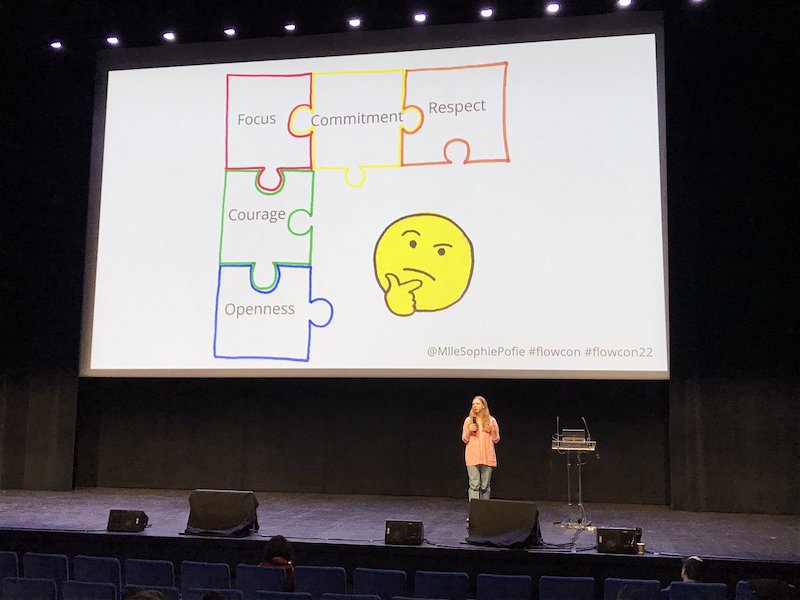 Focus
Commitment
Respect
Courage
Openness
@MlleSophiePofie #flowcon #flowcon22